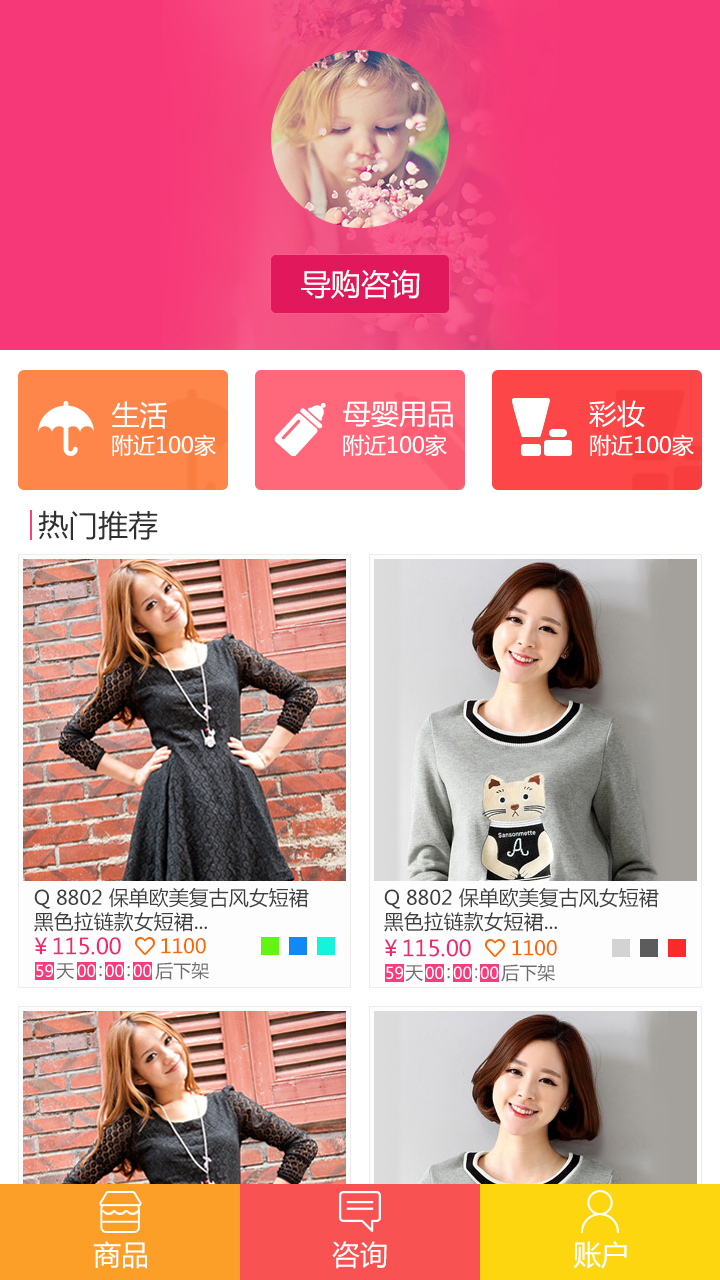 导购咨询
生活
附近100家
母婴用品
附近100家
彩妆
附近100家
热门推荐
Sansonmette
A
Q 8802 保单欧美复古风女短裙
黑色拉链款女短裙...
¥ 115.00 1100
59天00:00:00后下架
Q 8802 保单欧美复古风女短裙
黑色拉链款女短裙...
¥ 115.00 1100
59天00:00:00后下架
商品
咨询
账户